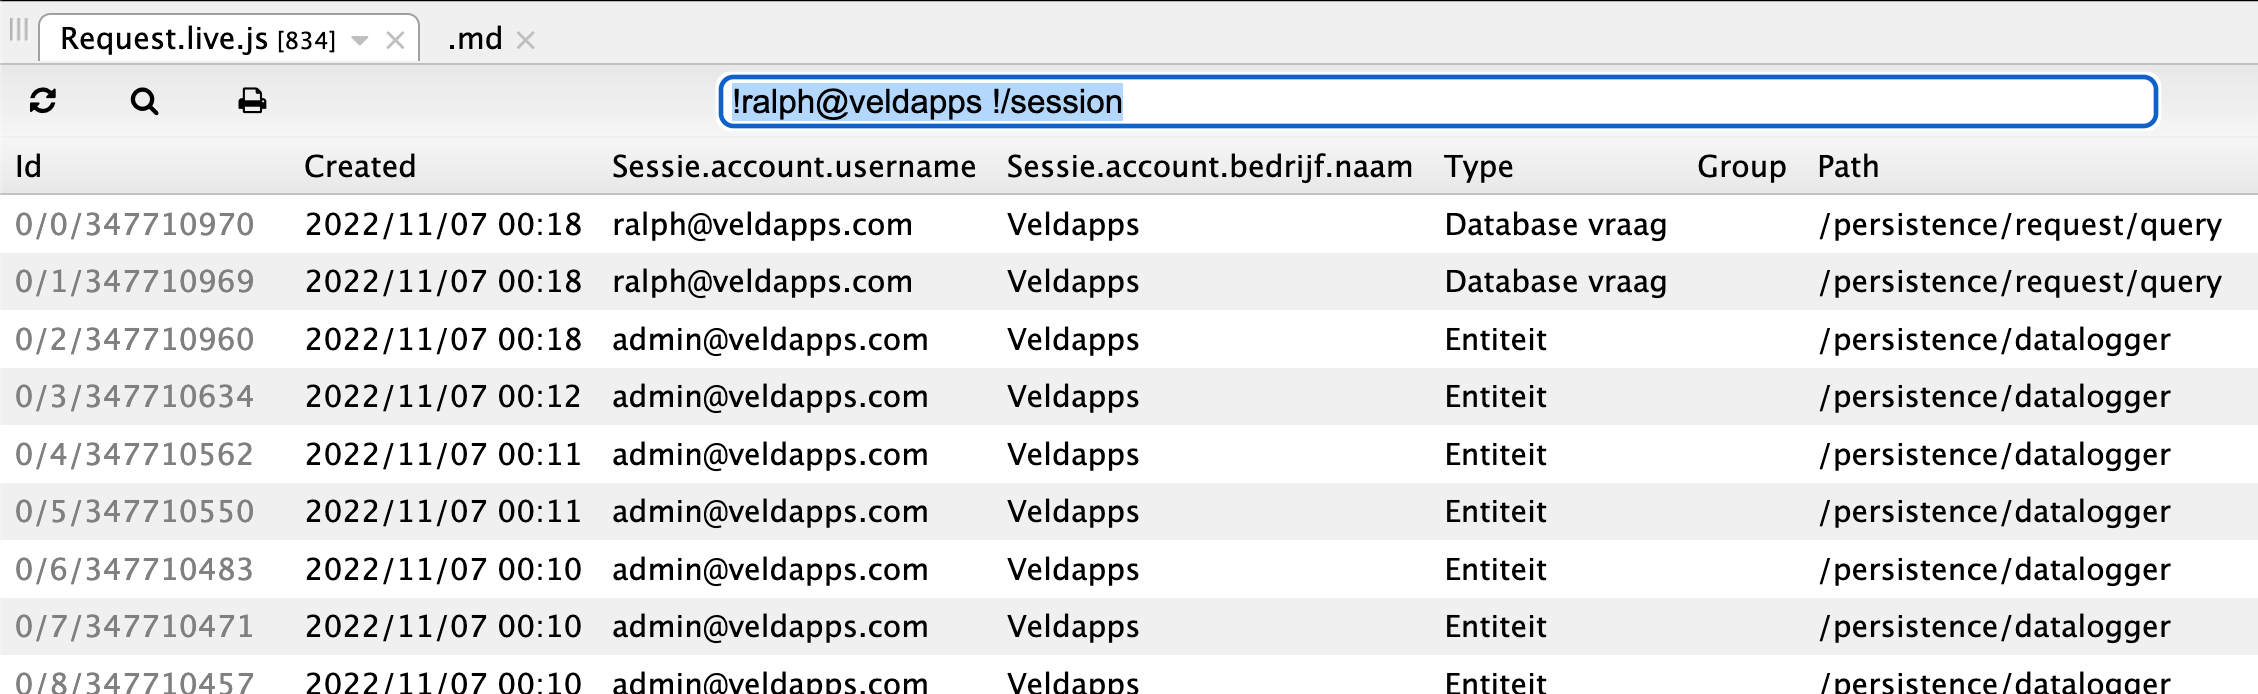 Request.live.js [834] .md
!ralph@veldapps !/session
Id Created Sessie.account.username Sessie.account.bedrijf.naam Type Group Path
0/0/347710970 2022/11/07 00:18 ralph@veldapps.com Veldapps Database vraag /persistence/request/query
0/1/347710969 2022/11/07 00:18 ralph@veldapps.com Veldapps Database vraag /persistence/request/query
0/2/347710960 2022/11/07 00:18 admin@veldapps.com Veldapps Entiteit /persistence/datalogger
0/3/347710634 2022/11/07 00:12 admin@veldapps.com Veldapps Entiteit /persistence/datalogger
0/4/347710562 2022/11/07 00:11 admin@veldapps.com Veldapps Entiteit /persistence/datalogger
0/5/347710550 2022/11/07 00:11 admin@veldapps.com Veldapps Entiteit /persistence/datalogger
0/6/347710483 2022/11/07 00:10 admin@veldapps.com Veldapps Entiteit /persistence/datalogger
0/7/347710471 2022/11/07 00:10 admin@veldapps.com Veldapps Entiteit /persistence/datalogger
0/8/347710457 2022/11/07 00:10 admin@veldapps.com Veldapps Entiteit /persistence/datalogger